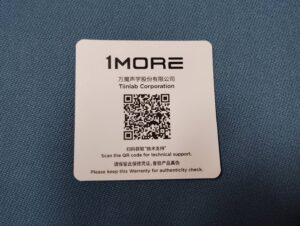 1MORE
万魔声学股份有限公司
Tiinlab Corporation
扫码获取“技术支持”
Scan the QR code for technical support.
请保留此保修凭证，查验产品真伪
Please keep this Warranty for authenticity check.